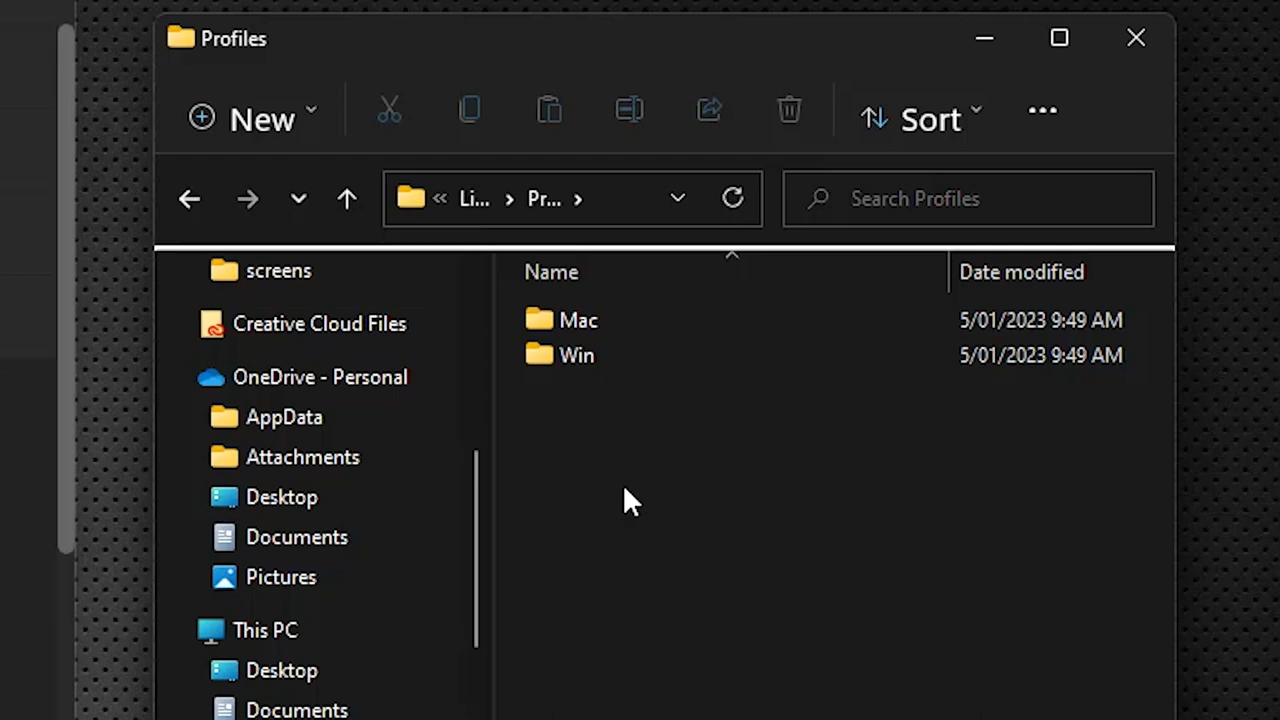 Profiles
New
Sort
« Li... > Pr... >
Search Profiles
Name
Date modified
screens
Creative Cloud Files
OneDrive - Personal
AppData
Attachments
Desktop
Documents
Pictures
This PC
Desktop
Documents
Mac
5/01/2023 9:49 AM
Win
5/01/2023 9:49 AM